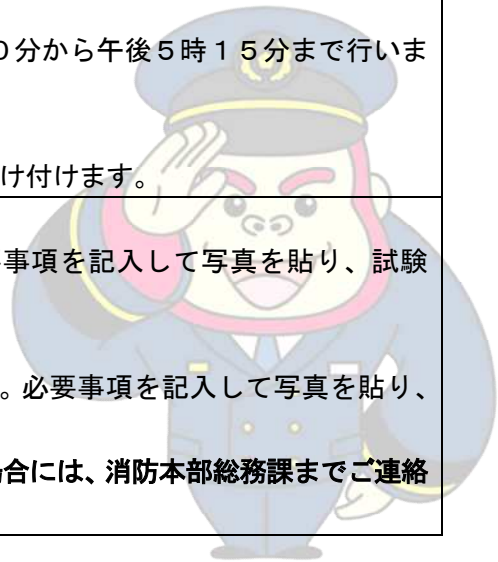 ０分から午後５時１５分まで行いま
け付けます。
事項を記入して写真を貼り、試験
。必要事項を記入して写真を貼り、
合には、消防本部総務課までご連絡